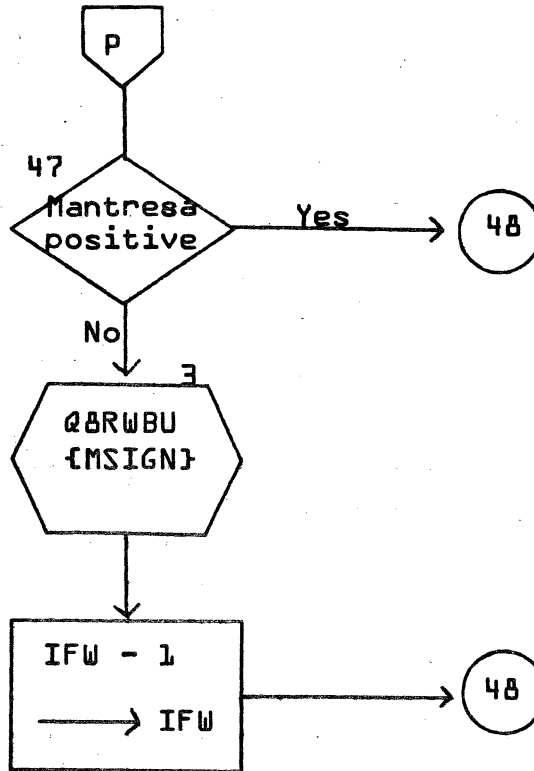 P
47
Mantresa
positive
Yes
48
No
3
Q8RWBU
{MSIGN}
IFW - 1
IFW
48